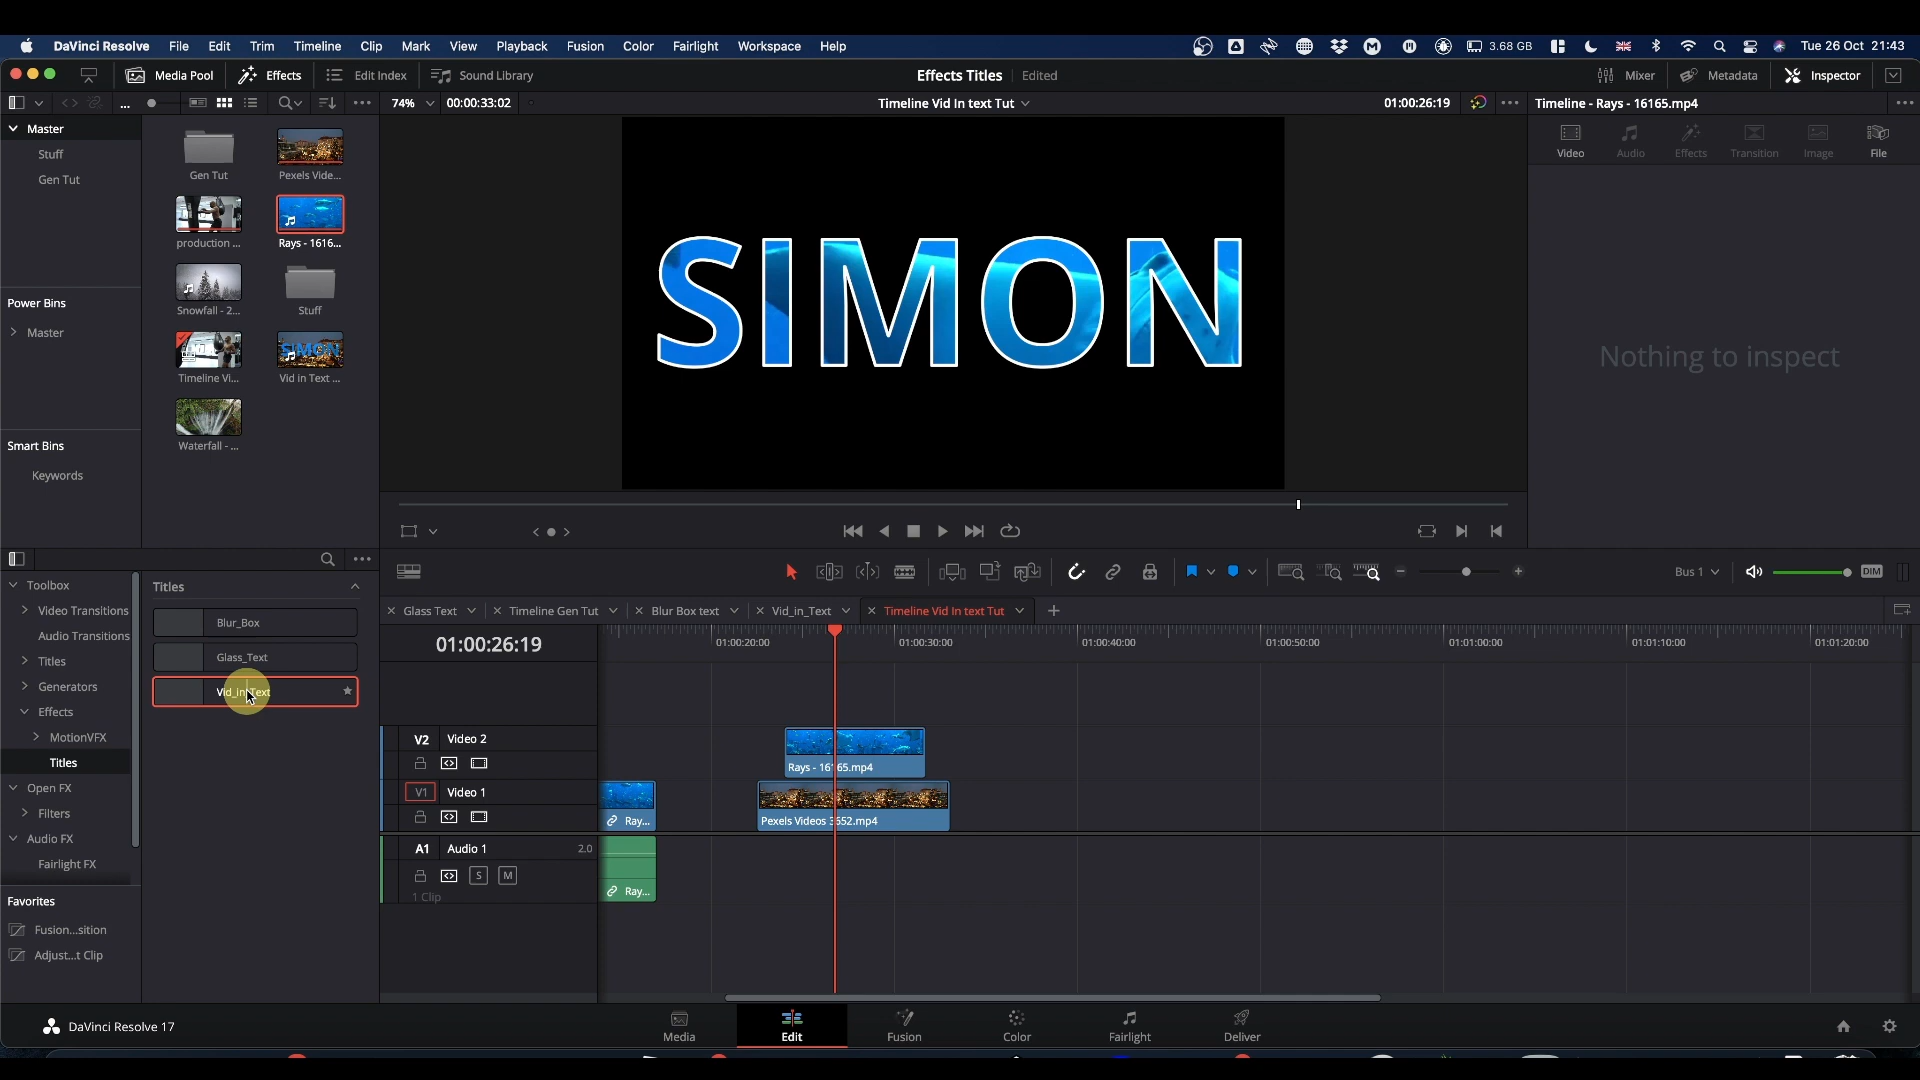 DaVinci Resolve File Edit Trim Timeline Clip Mark View Playback Fusion Color Fairlight Workspace Help 3.68 GB Tue 26 Oct 21:43
Media Pool Effects Edit Index Sound Library Effects Titles Edited Mixer Metadata Inspector
... 74% 00:00:33:02 Timeline Vid In text Tut 01:00:26:19 Timeline - Rays - 16165.mp4
Master
Stuff
Gen Tut
Power Bins
Master
Smart Bins
Keywords
Gen Tut Pexels Vide...
production ... Rays - 1616...
Snowfall - 2... Stuff
Timeline Vi... Vid in Text ...
Waterfall - ...
SIMON
Video Audio Effects Transition Image File
Nothing to inspect
Bus 1 DIM
Toolbox
Video Transitions
Audio Transitions
Titles
Generators
Effects
MotionVFX
Titles
Open FX
Filters
Audio FX
Fairlight FX
Favorites
Fusion...sition
Adjust...t Clip
Titles
Blur_Box
Glass_Text
Vid_in_Text
Glass Text Timeline Gen Tut Blur Box text Vid_in_Text Timeline Vid In text Tut
01:00:26:19 01:00:20:00 01:00:30:00 01:00:40:00 01:00:50:00 01:01:00:00 01:01:10:00 01:01:20:00
V2 Video 2
Rays - 16165.mp4
V1 Video 1
Ray... Pexels Videos 3652.mp4
A1 Audio 1 2.0
S M
1 Clip
Ray...
DaVinci Resolve 17
Media Edit Fusion Color Fairlight Deliver